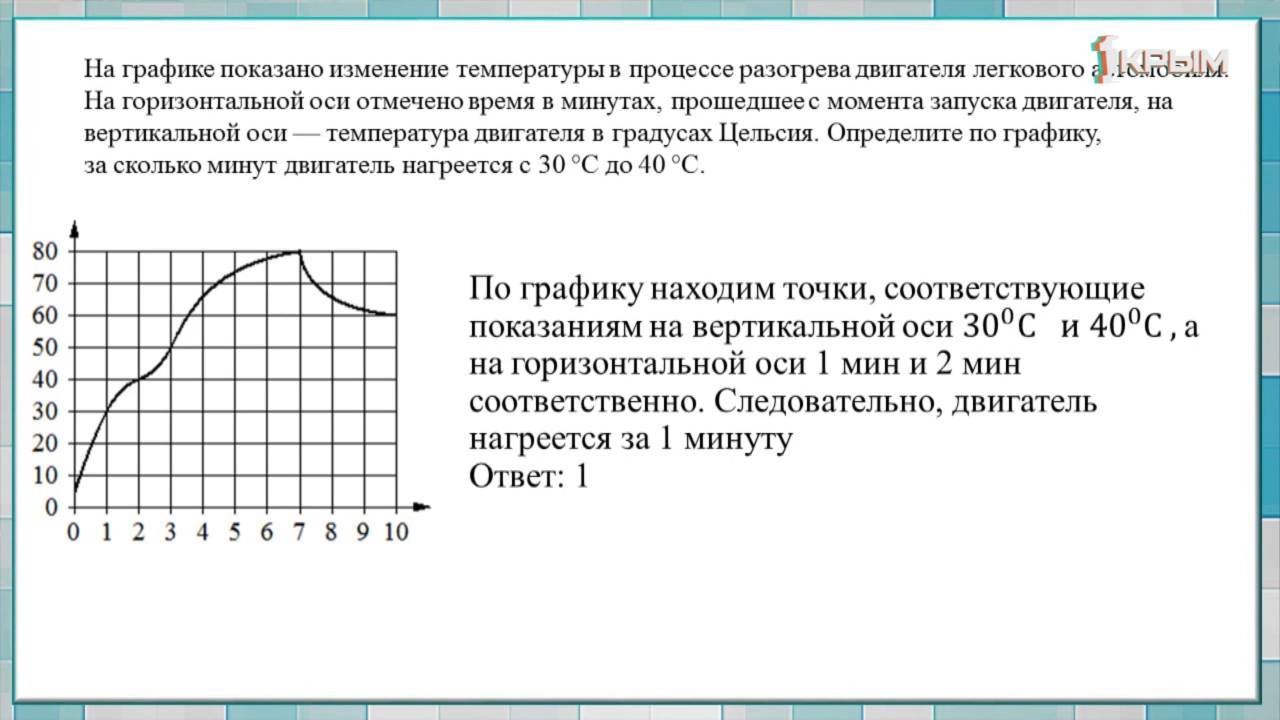 1КРЫМ
На графике показано изменение температуры в процессе разогрева двигателя легкового
На горизонтальной оси отмечено время в минутах, прошедшее с момента запуска двигателя, на
вертикальной оси — температура двигателя в градусах Цельсия. Определите по графику,
за сколько минут двигатель нагреется с 30 °C до 40 °C.
80
70
60
50
40
30
20
10
0
0 1 2 3 4 5 6 7 8 9 10
По графику находим точки, соответствующие
показаниям на вертикальной оси 30⁰С и 40⁰С , а
на горизонтальной оси 1 мин и 2 мин
соответственно. Следовательно, двигатель
нагреется за 1 минуту
Ответ: 1